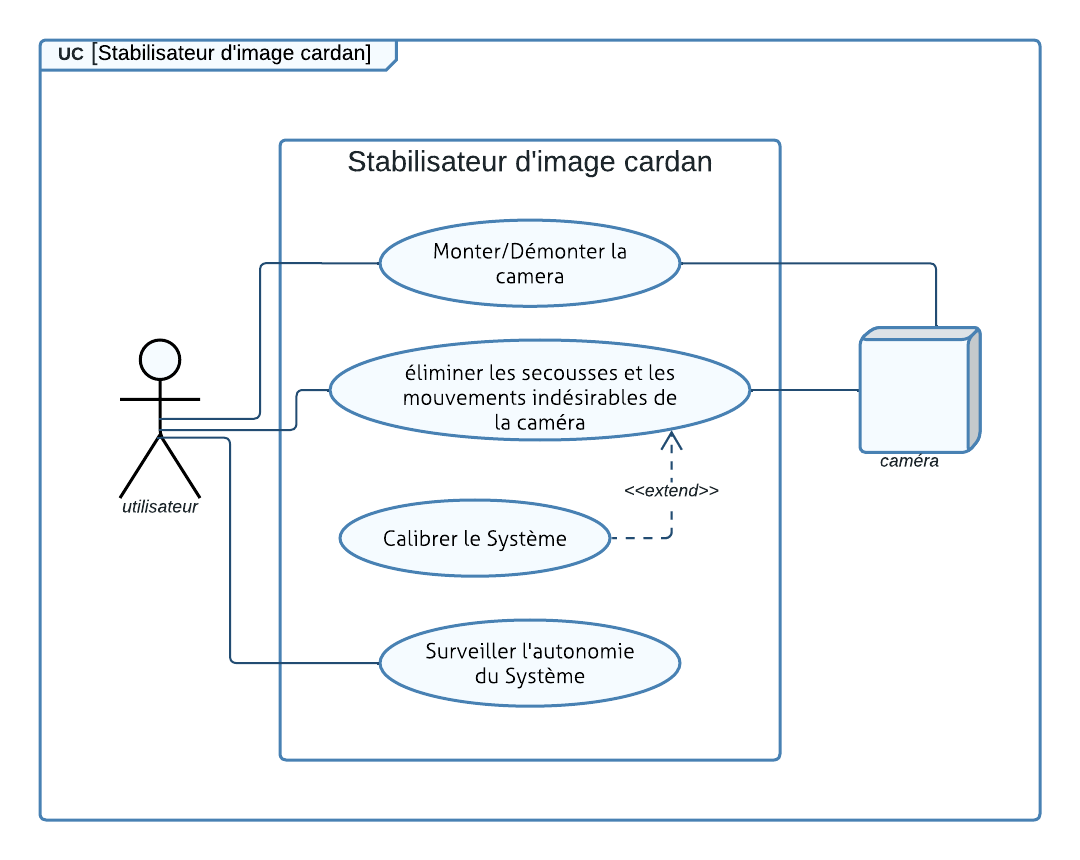 UC [Stabilisateur d'image cardan]
Stabilisateur d'image cardan
Monter/Démonter la
camera
éliminer les secousses et les
mouvements indésirables de
la caméra
caméra
<<extend>>
utilisateur
Calibrer le Système
Surveiller l'autonomie
du Système